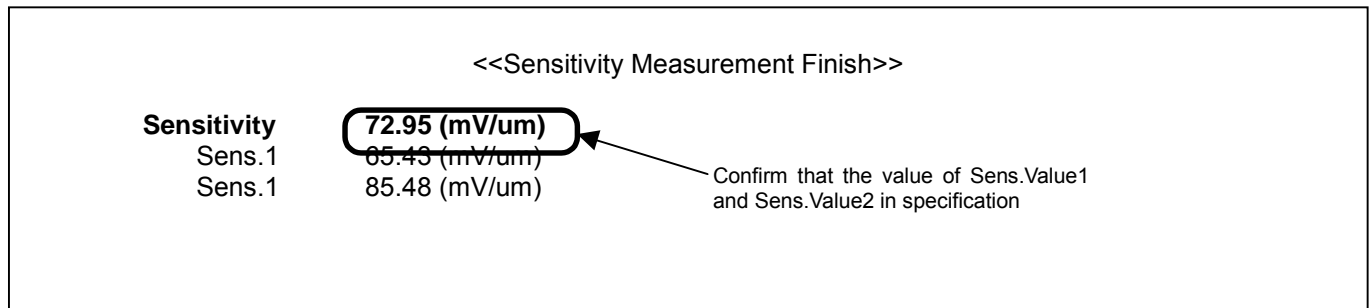 <<Sensitivity Measurement Finish>>
Sensitivity 72.95 (mV/um)
Sens.1 65.43 (mV/um)
Sens.1 85.48 (mV/um)
Confirm that the value of Sens.Value1
and Sens.Value2 in specification